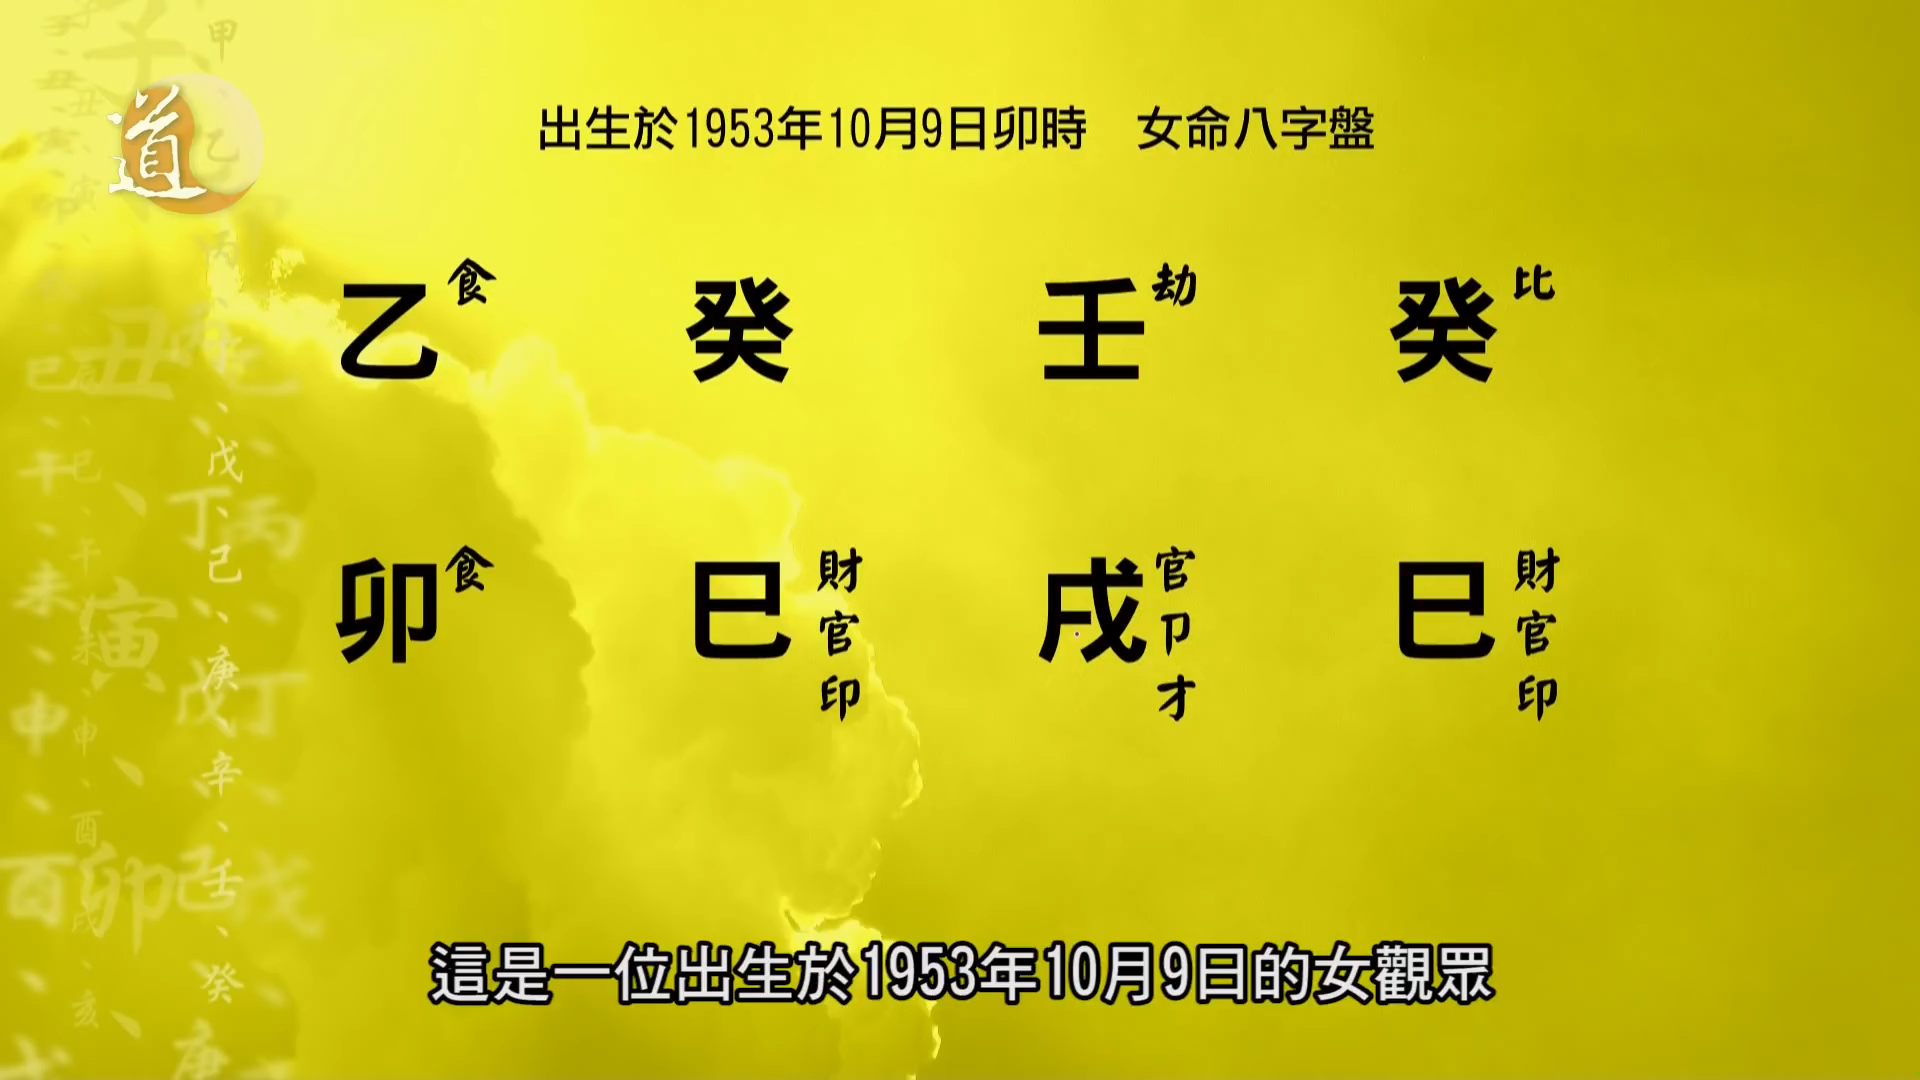 道
出生於1953年10月9日卯時 女命八字盤
乙食 癸 壬劫 癸比
卯食 巳財官印 戌官卩才 巳財官印
這是一位出生於1953年10月9日的女觀眾